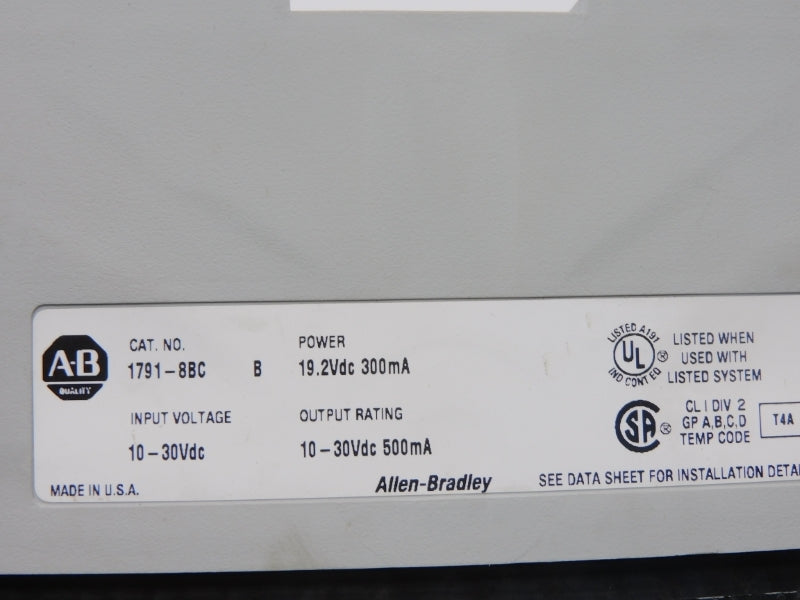 A-B
QUALITY
CAT. NO.
1791-8BC B
INPUT VOLTAGE
10-30Vdc
MADE IN U.S.A.
POWER
19.2Vdc 300mA
OUTPUT RATING
10-30Vdc 500mA
Allen-Bradley
LISTED A191
UL ®
IND CONT EQ
LISTED WHEN
USED WITH
LISTED SYSTEM
SA ®
CL I DIV 2
GP A,B,C,D
TEMP CODE
T4A
SEE DATA SHEET FOR INSTALLATION